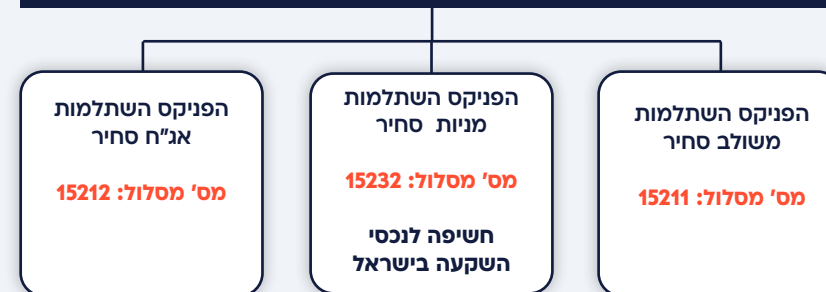 הפניקס השתלמות
משולב סחיר
מס' מסלול: 15211
הפניקס השתלמות
מניות סחיר
מס' מסלול: 15232
חשיפה לנכסי
השקעה בישראל
הפניקס השתלמות
אג"ח סחיר
מס' מסלול: 15212